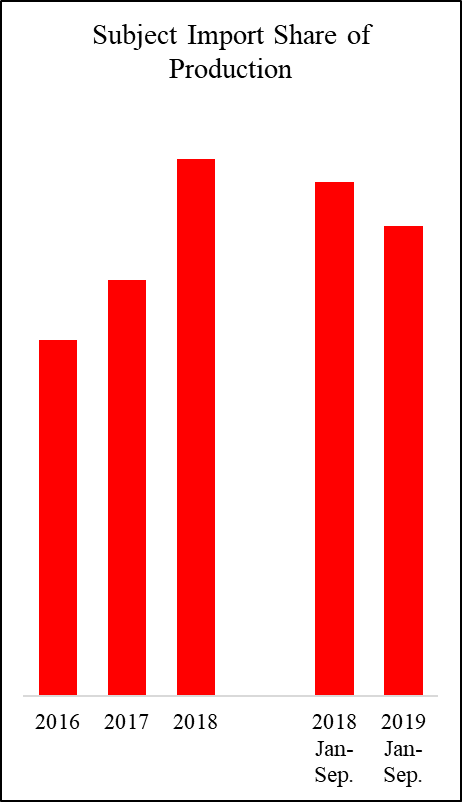 Subject Import Share of
Production
2016 2017 2018 2018 2019
Jan- Jan-
Sep. Sep.